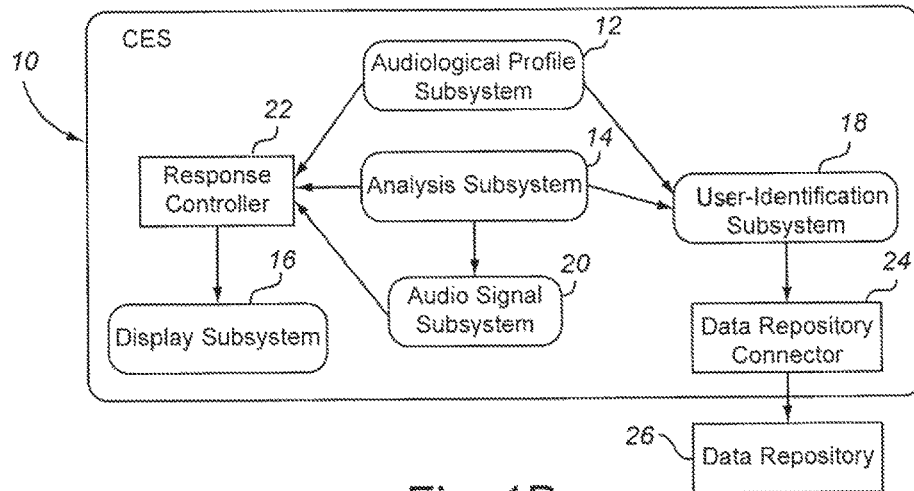 CES
10
12
Audiological Profile
Subsystem
22
Response
Controller
14
Analysis Subsystem
18
User-Identification
Subsystem
16
Display Subsystem
20
Audio Signal
Subsystem
24
Data Repository
Connector
26
Data Repository